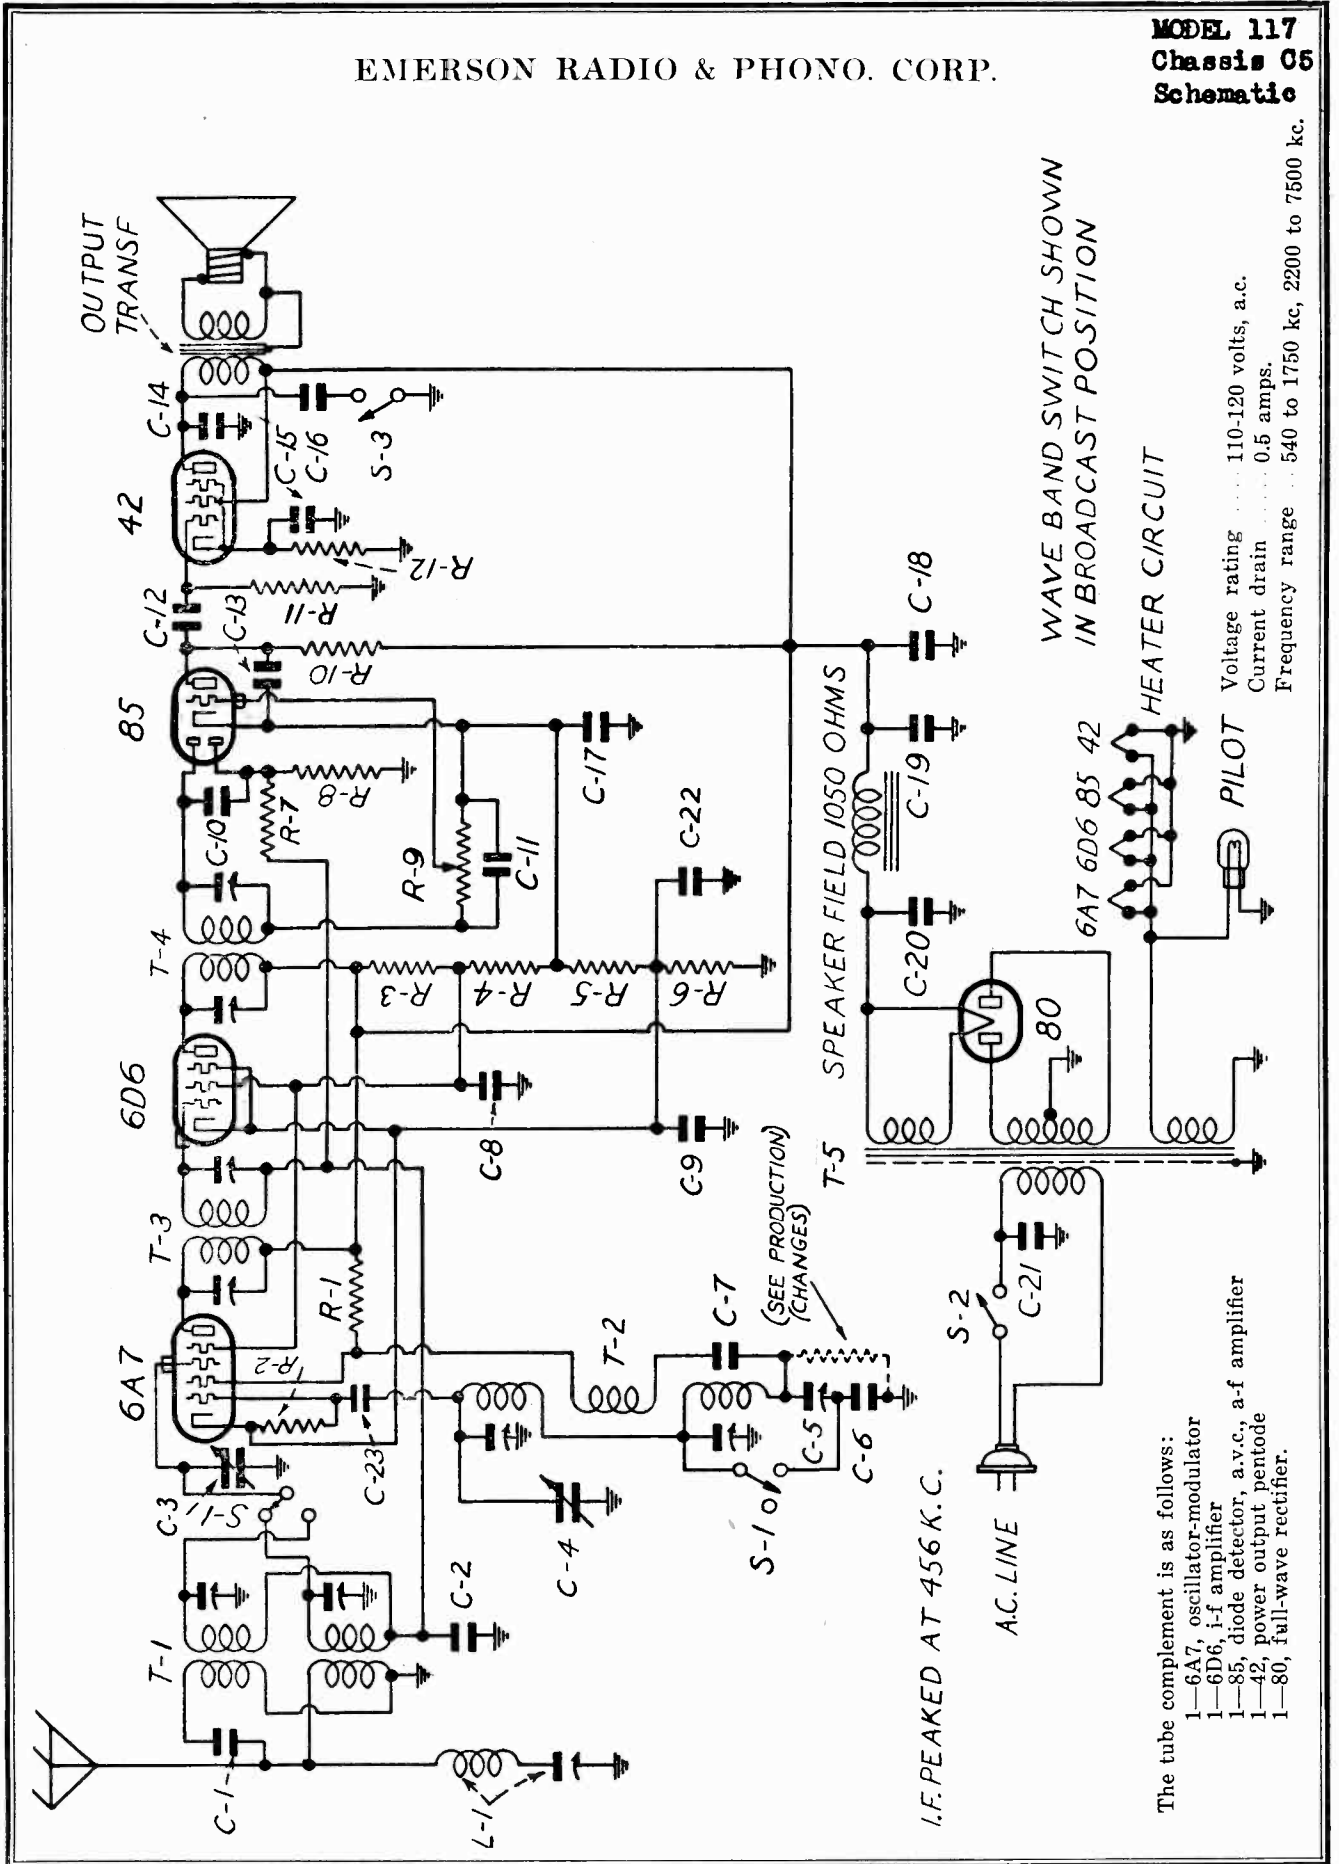 MODEL 117
Chassis C5
Schematic
EMERSON RADIO & PHONO. CORP.
OUTPUT
TRANSF
6A7
6D6
85
42
T-1
T-3
T-4
C-12
C-13
C-14
C-15
C-16
S-3
R-12
R-11
R-10
C-10
R-7
R-8
R-9
C-11
C-17
C-22
R-3
R-4
R-5
R-6
C-8
C-9
R-1
R-2
C-23
C-3
S-1
C-1
L-1
C-2
C-4
T-2
C-7
(SEE PRODUCTION
CHANGES)
C-5
C-6
S-1
I.F. PEAKED AT 456 K.C.
A.C. LINE
S-2
C-21
T-5
SPEAKER FIELD 1050 OHMS
C-18
C-19
C-20
80
WAVE BAND SWITCH SHOWN
IN BROADCAST POSITION
HEATER CIRCUIT
6A7 6D6 85 42
PILOT
Voltage rating .... 110-120 volts, a.c.
Current drain ..... 0.5 amps.
Frequency range .. 540 to 1750 kc, 2200 to 7500 kc.
The tube complement is as follows:
1—6A7, oscillator-modulator
1—6D6, i-f amplifier
1—85, diode detector, a.v.c., a-f amplifier
1—42, power output pentode
1—80, full-wave rectifier.